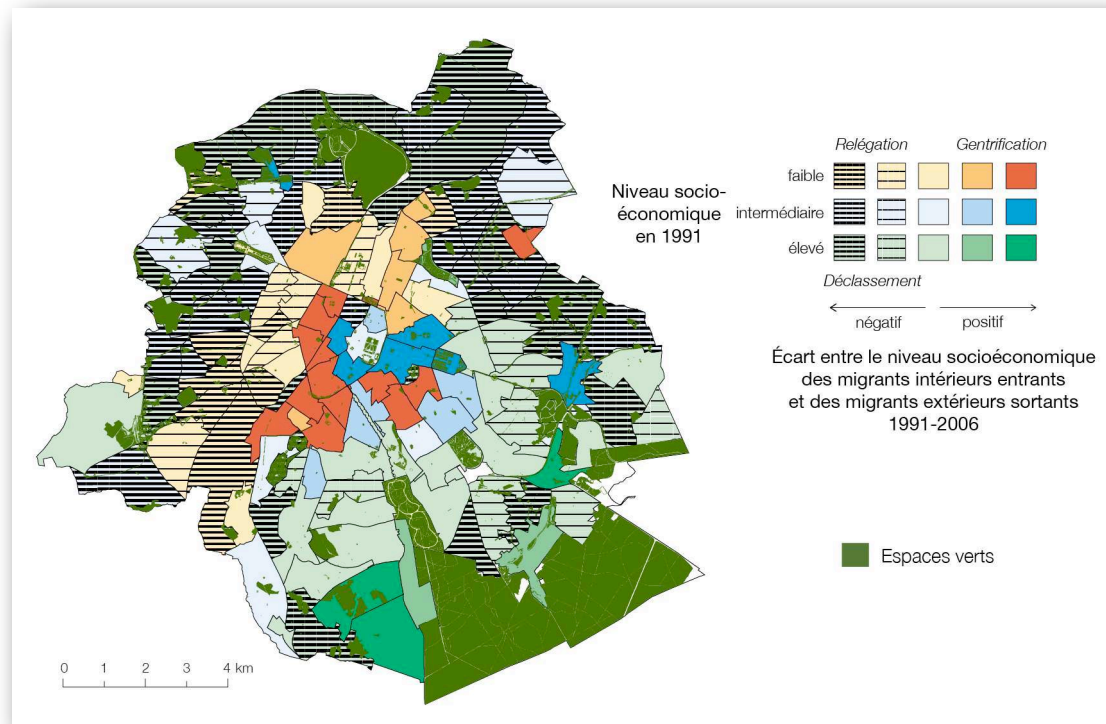 Relégation Gentrification
faible
Niveau socio-
économique
en 1991
intermédiaire
élevé
Déclassement
négatif positif
Écart entre le niveau socioéconomique
des migrants intérieurs entrants
et des migrants extérieurs sortants
1991-2006
Espaces verts
0 1 2 3 4 km